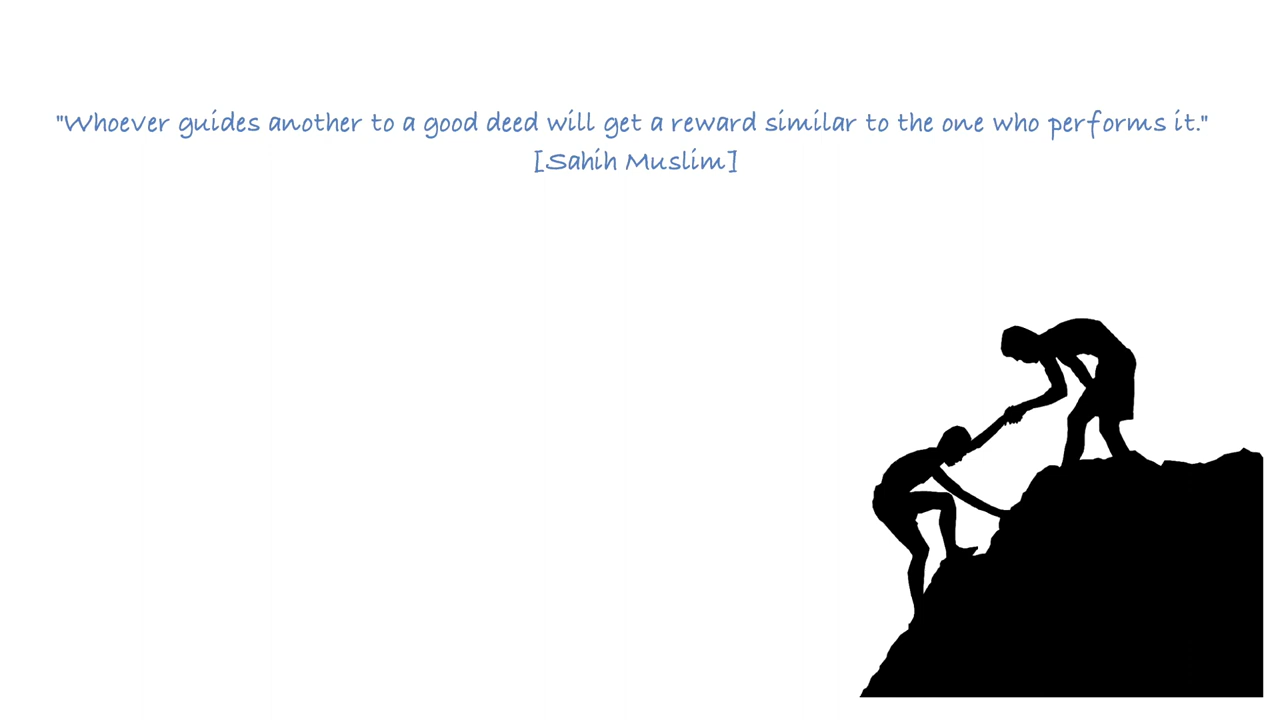 "Whoever guides another to a good deed will get a reward similar to the one who performs it."
[Sahih Muslim]